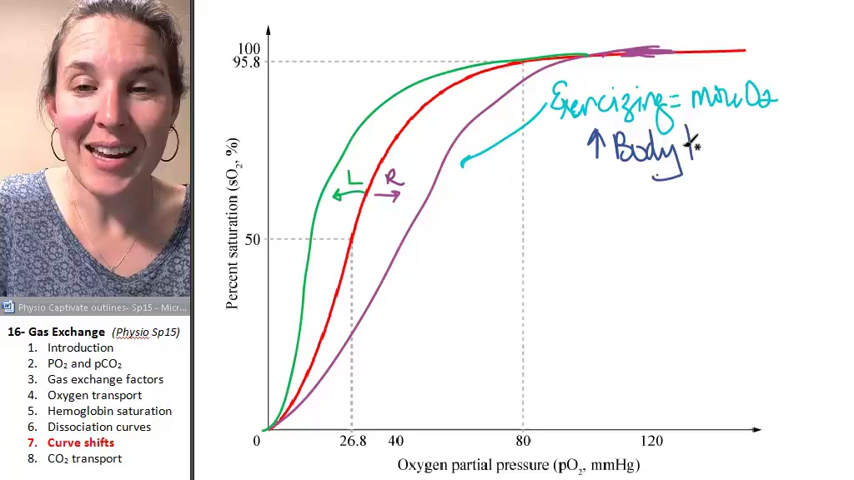 100
95.8
50
0
26.8
40
80
120
Percent saturation (sO2, %)
Oxygen partial pressure (pO2, mmHg)
L
R
Exercizing = more O2
↑ Body t
Physio Captivate outlines- Sp15 - Micr...
16- Gas Exchange (Physio Sp15)
1. Introduction
2. PO2 and pCO2
3. Gas exchange factors
4. Oxygen transport
5. Hemoglobin saturation
6. Dissociation curves
7. Curve shifts
8. CO2 transport